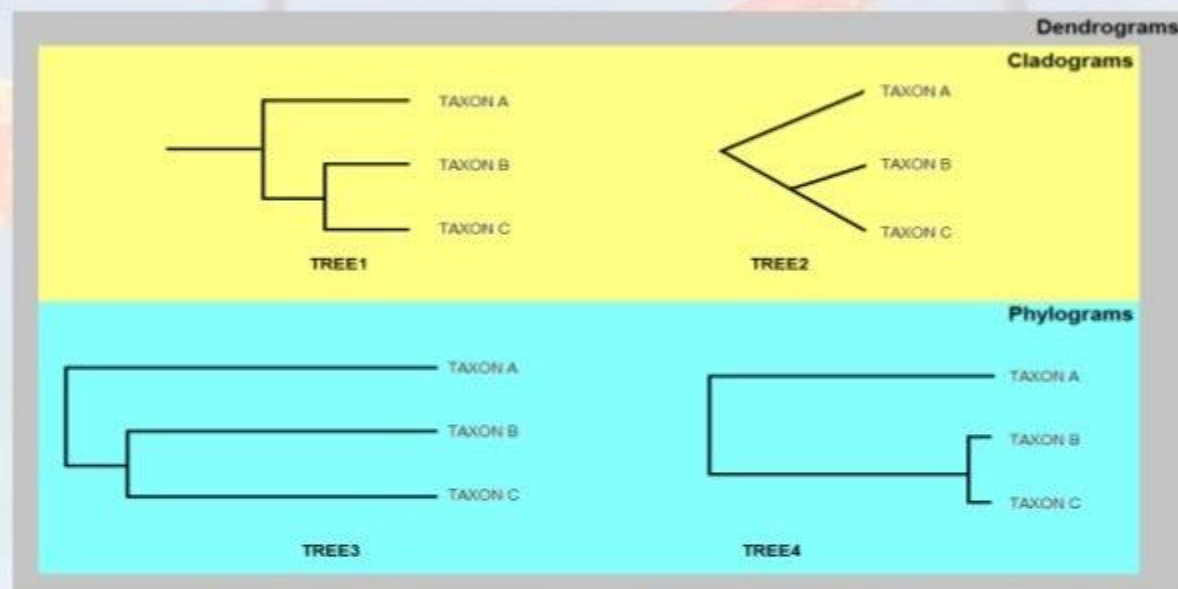 Dendrograms
Cladograms
TAXON A
TAXON B
TAXON C
TREE1
TAXON A
TAXON B
TAXON C
TREE2
Phylograms
TAXON A
TAXON B
TAXON C
TREE3
TAXON A
TAXON B
TAXON C
TREE4